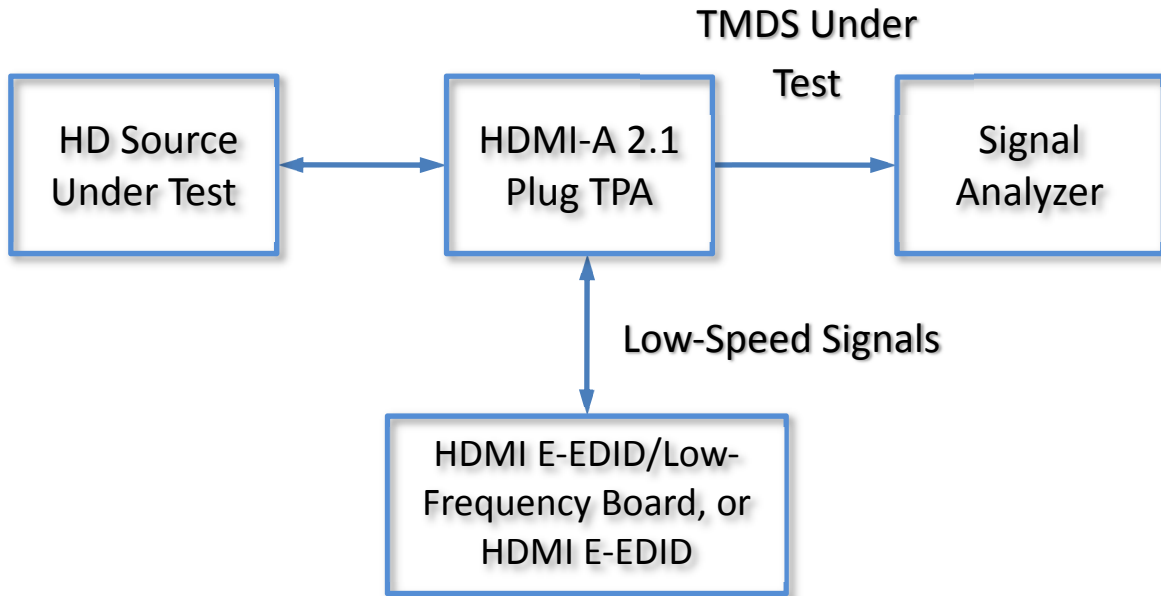 TMDS Under
Test
HD Source
Under Test
HDMI-A 2.1
Plug TPA
Signal
Analyzer
Low-Speed Signals
HDMI E-EDID/Low-
Frequency Board, or
HDMI E-EDID